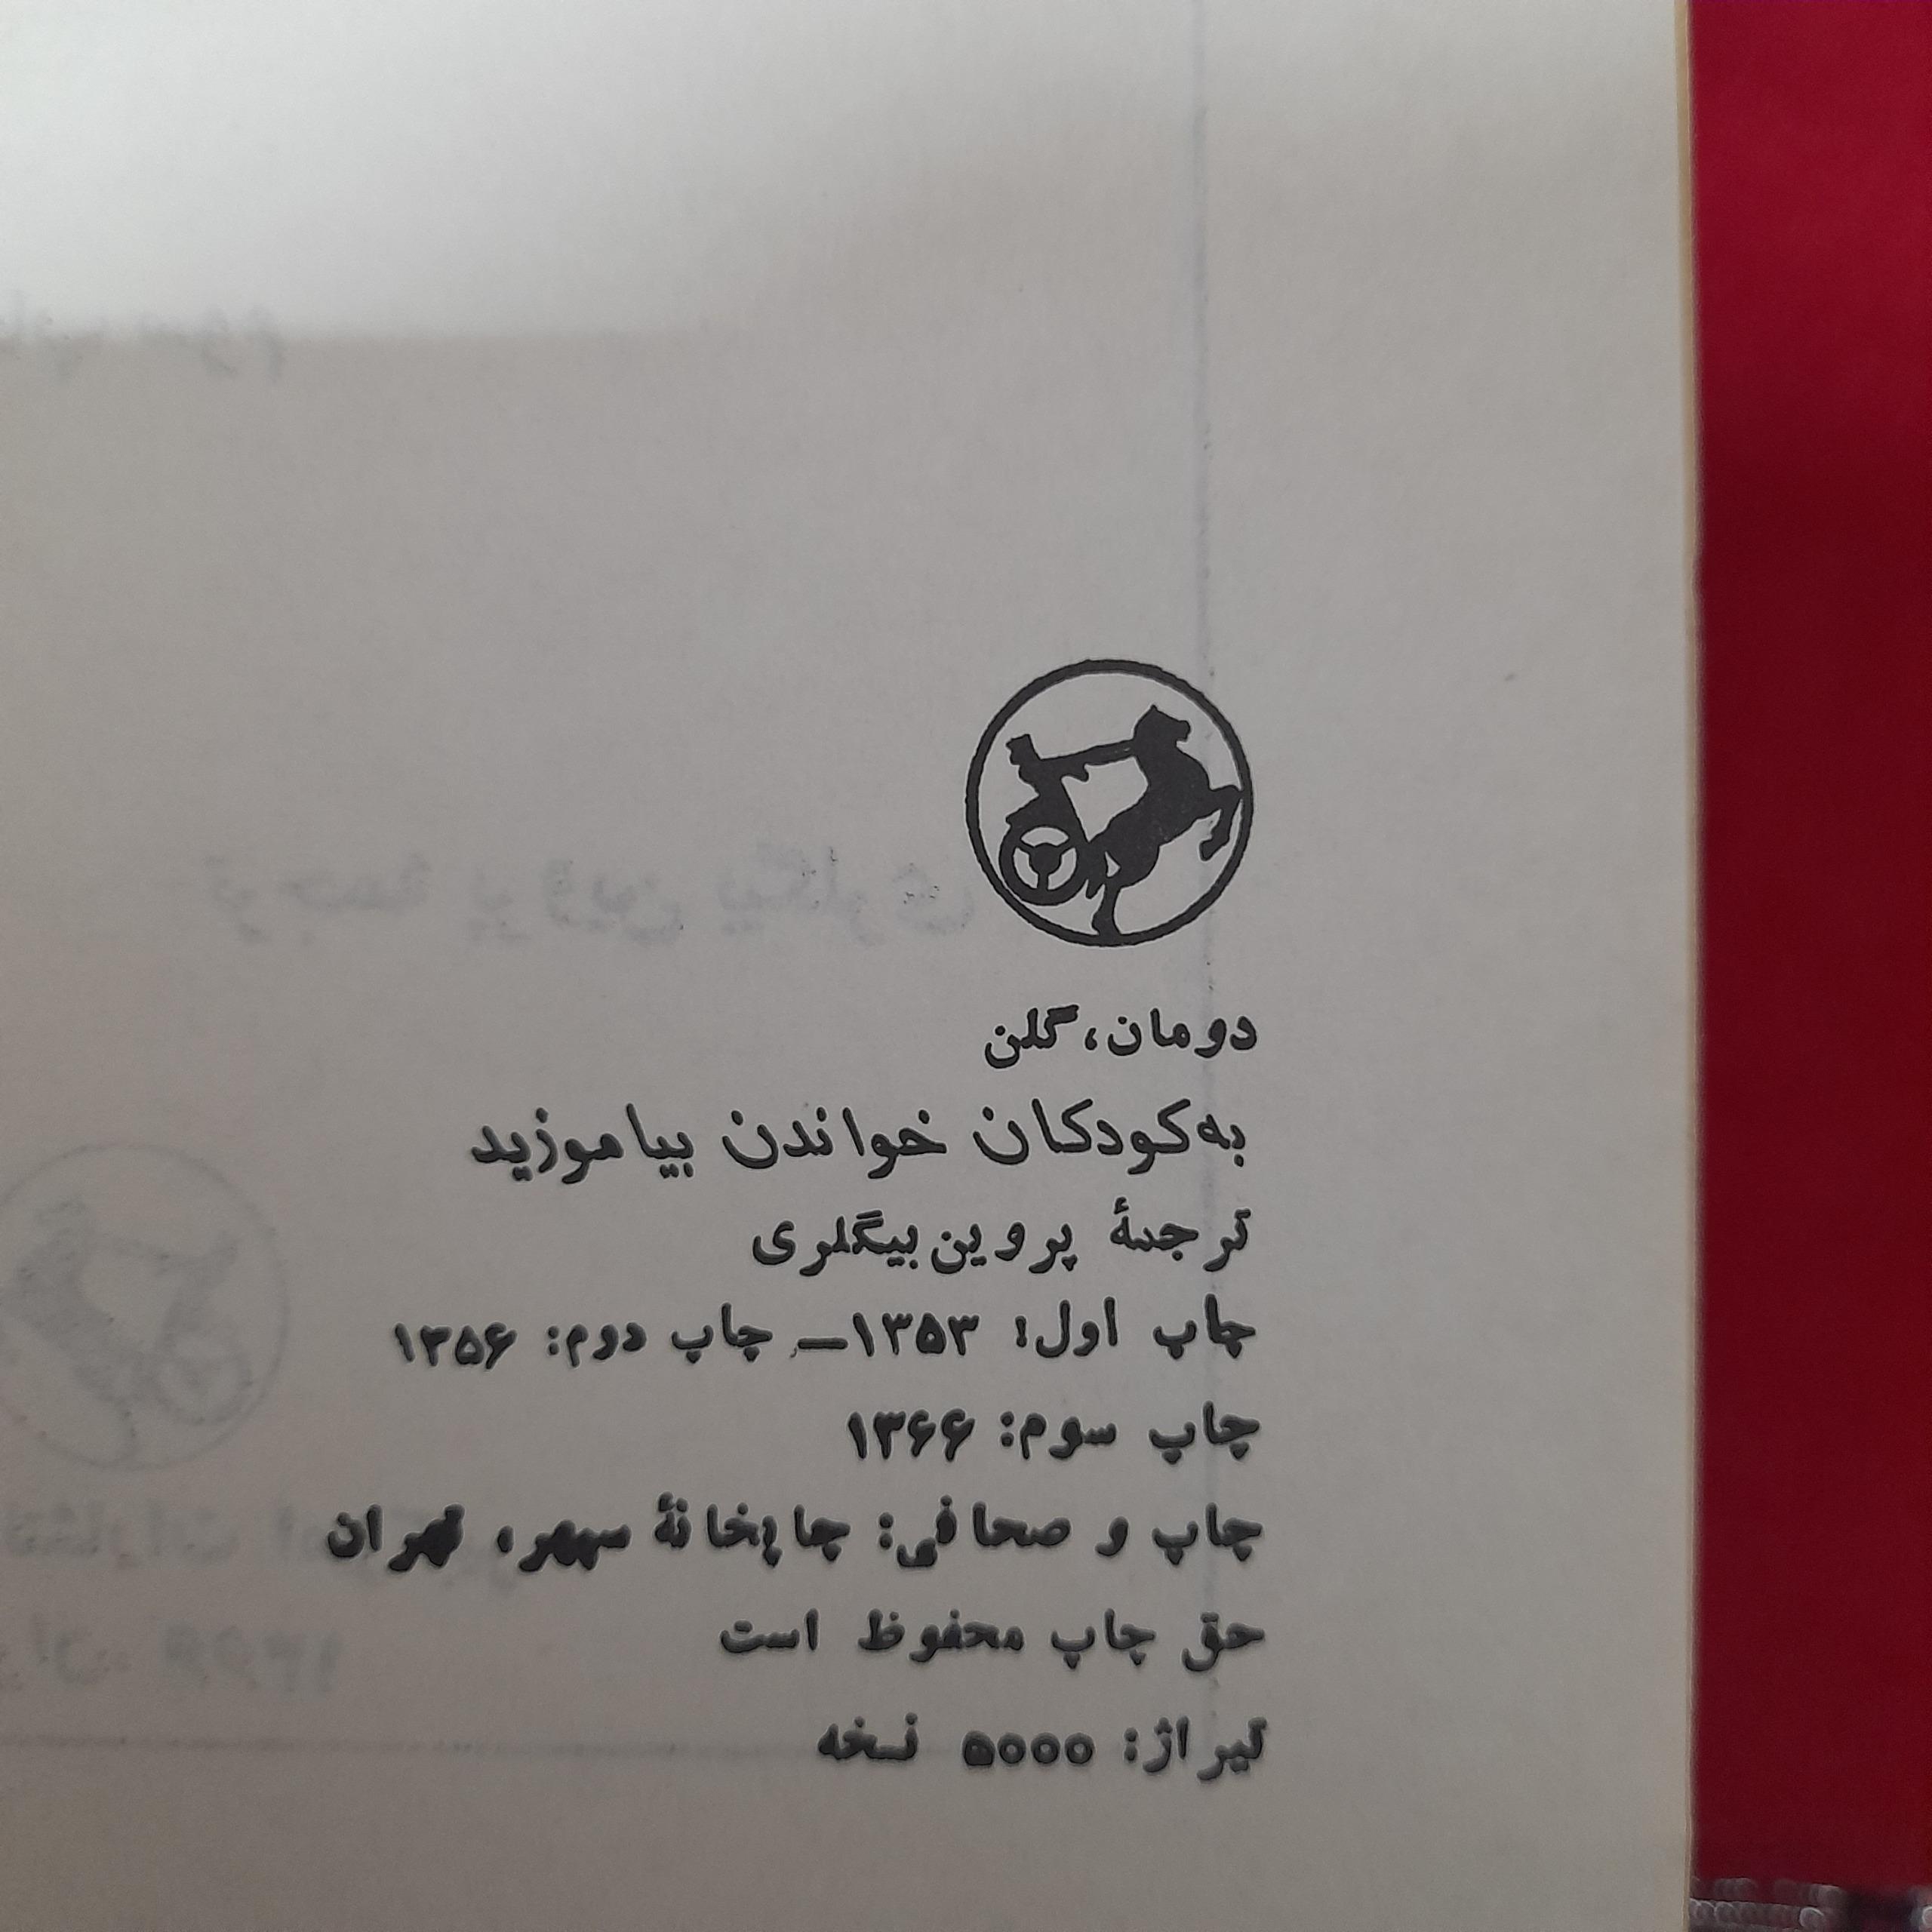 دومان، گلن
به کودکان خواندن بیاموزید
ترجمهٔ پروین بیگلری
چاپ اول: ۱۳۵۳ـ چاپ دوم: ۱۳۵۶
چاپ سوم: ۱۳۶۶
چاپ و صحافی: چاپخانهٔ سپهر، تهران
حق چاپ محفوظ است
تیراژ: ۵۰۰۰ نسخه